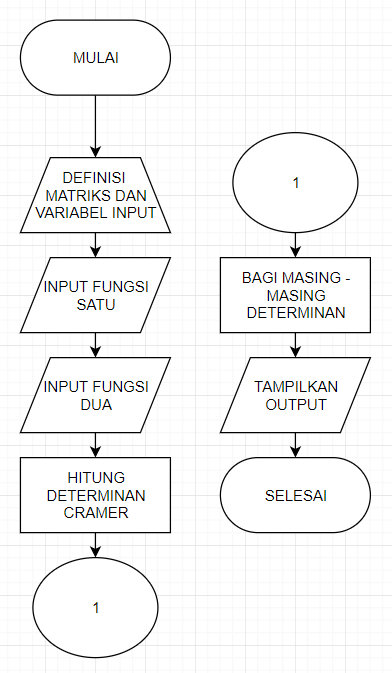 MULAI
DEFINISI
MATRIKS DAN
VARIABEL INPUT
INPUT FUNGSI
SATU
INPUT FUNGSI
DUA
HITUNG
DETERMINAN
CRAMER
1
1
BAGI MASING -
MASING
DETERMINAN
TAMPILKAN
OUTPUT
SELESAI